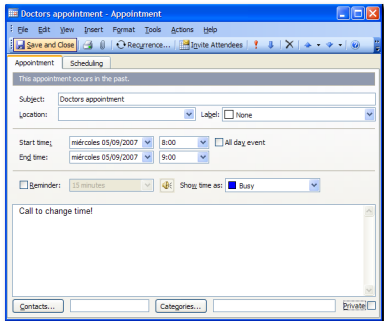 Doctors appointment - Appointment
File Edit View Insert Format Tools Actions Help
Save and Close Recurrence... Invite Attendees
Appointment Scheduling
This appointment occurs in the past.
Subject: Doctors appointment
Location: Label: None
Start time: miércoles 05/09/2007 8:00 All day event
End time: miércoles 05/09/2007 9:00
Reminder: 15 minutes Show time as: Busy
Call to change time!
Contacts... Categories... Private